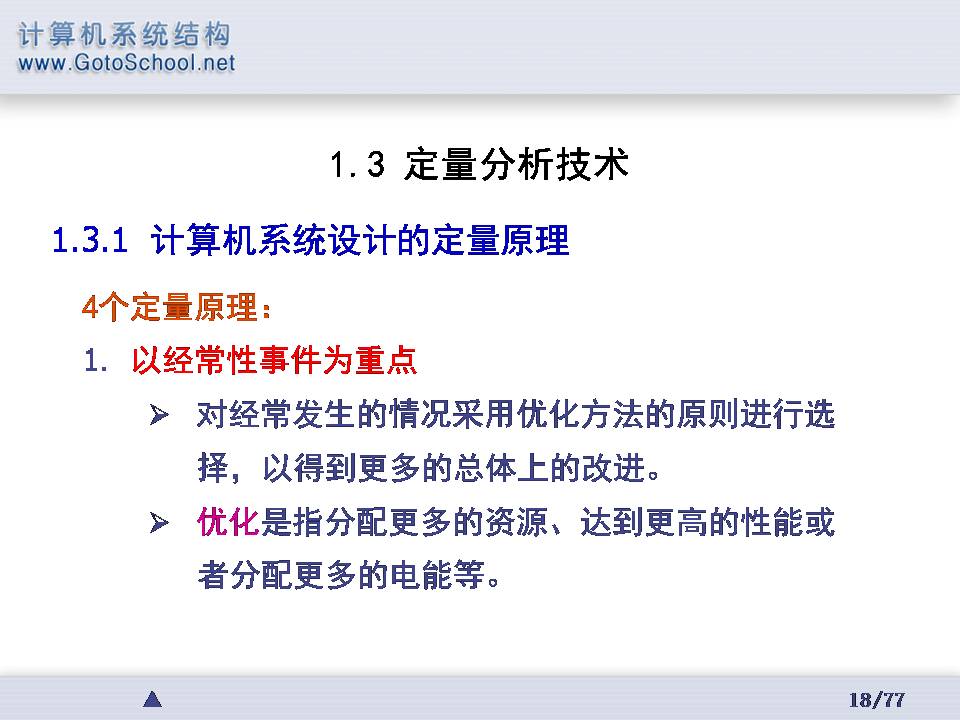 计算机系统结构
www.GotoSchool.net
1.3 定量分析技术
1.3.1 计算机系统设计的定量原理
4个定量原理：
1. 以经常性事件为重点
➢ 对经常发生的情况采用优化方法的原则进行选
择，以得到更多的总体上的改进。
➢ 优化是指分配更多的资源、达到更高的性能或
者分配更多的电能等。
18/77